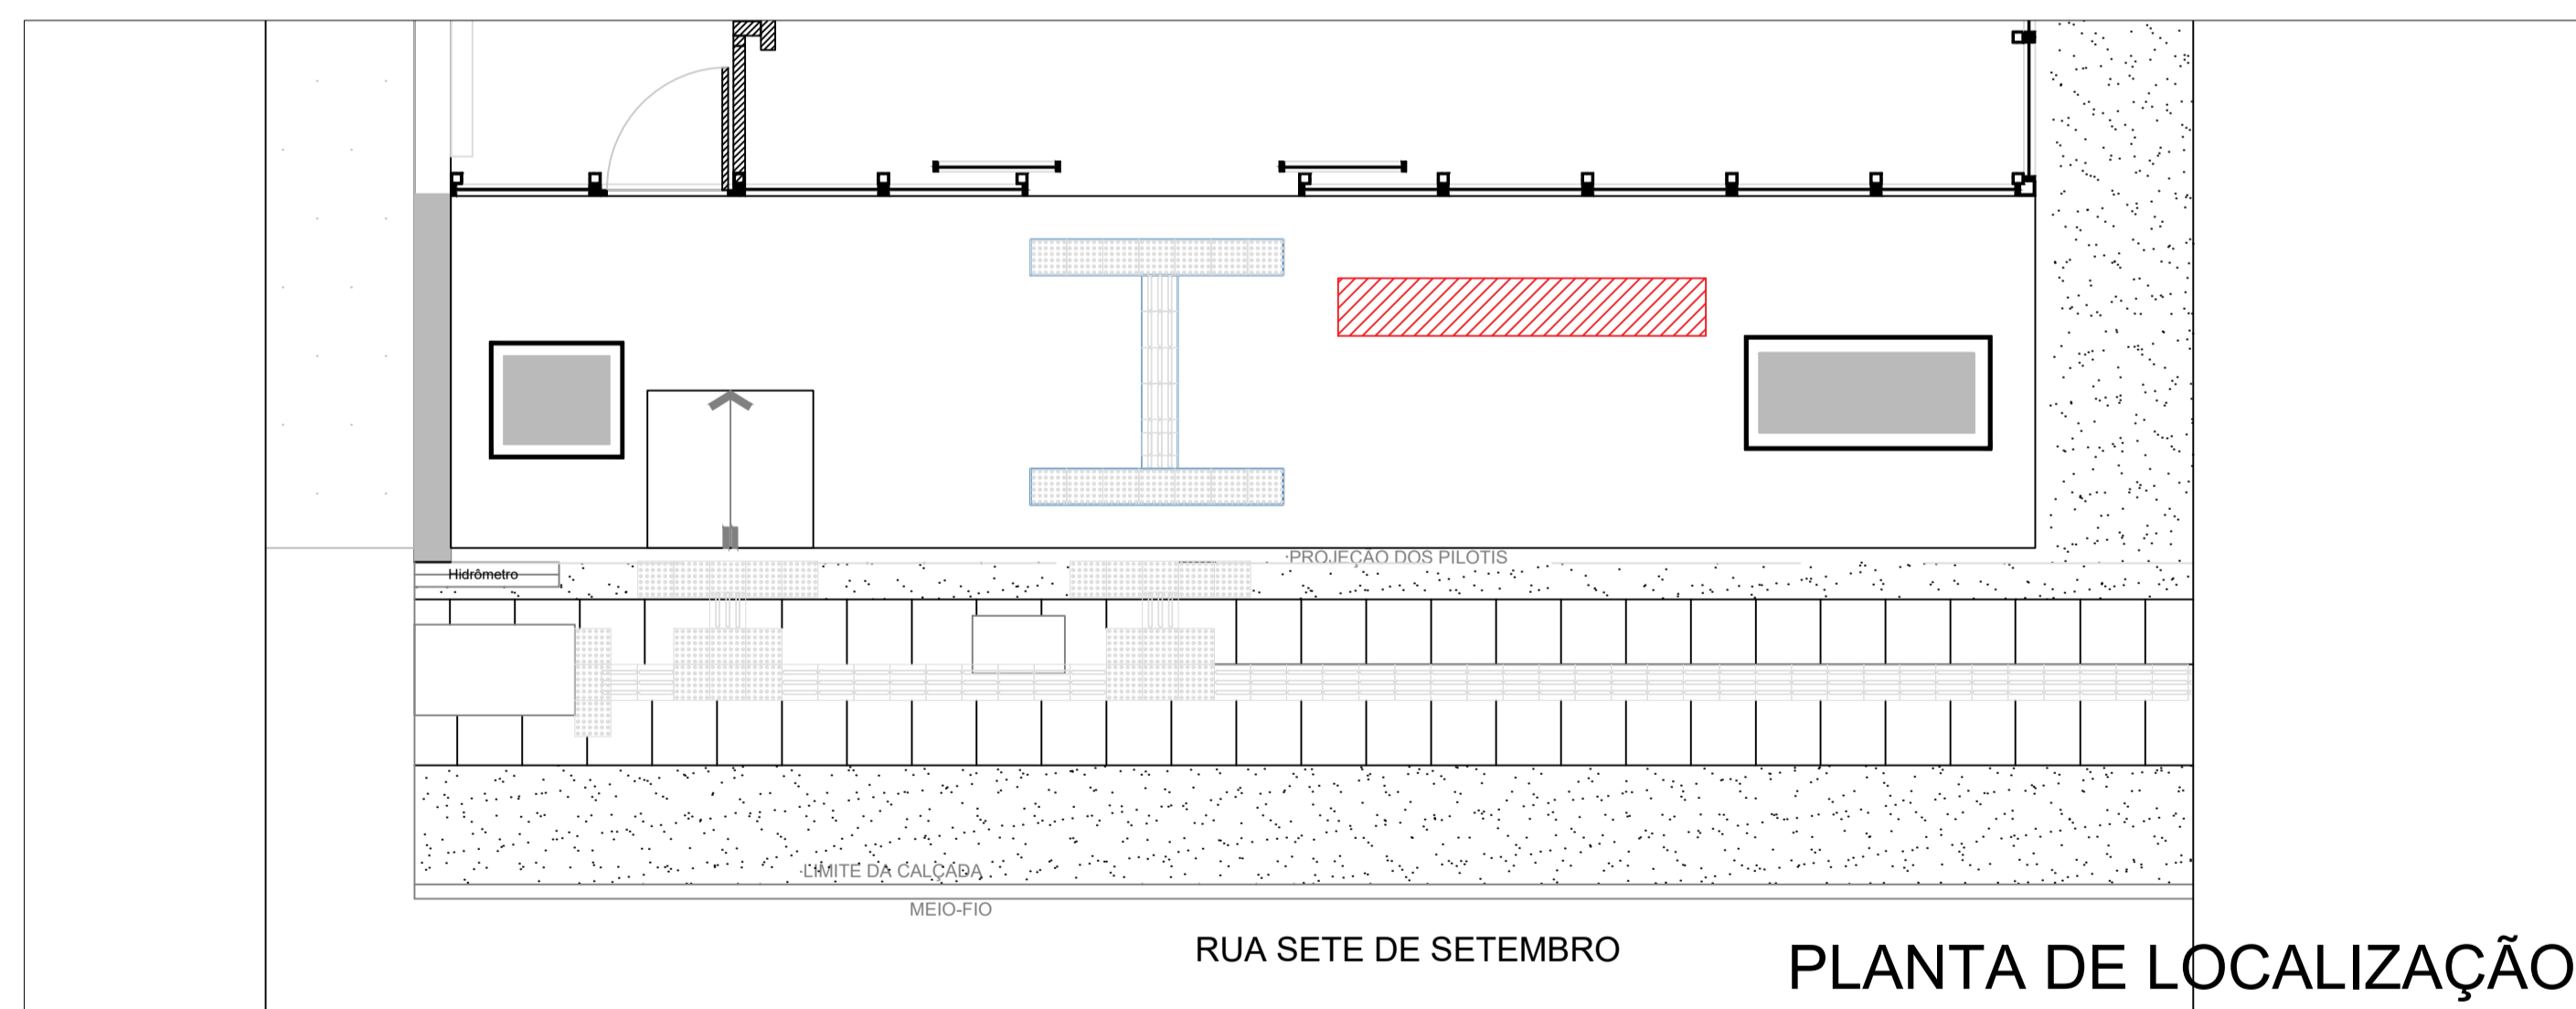 PROJEÇÃO DOS PILOTIS
Hidrômetro
LIMITE DA CALÇADA
MEIO-FIO
RUA SETE DE SETEMBRO
PLANTA DE LOCALIZAÇÃO